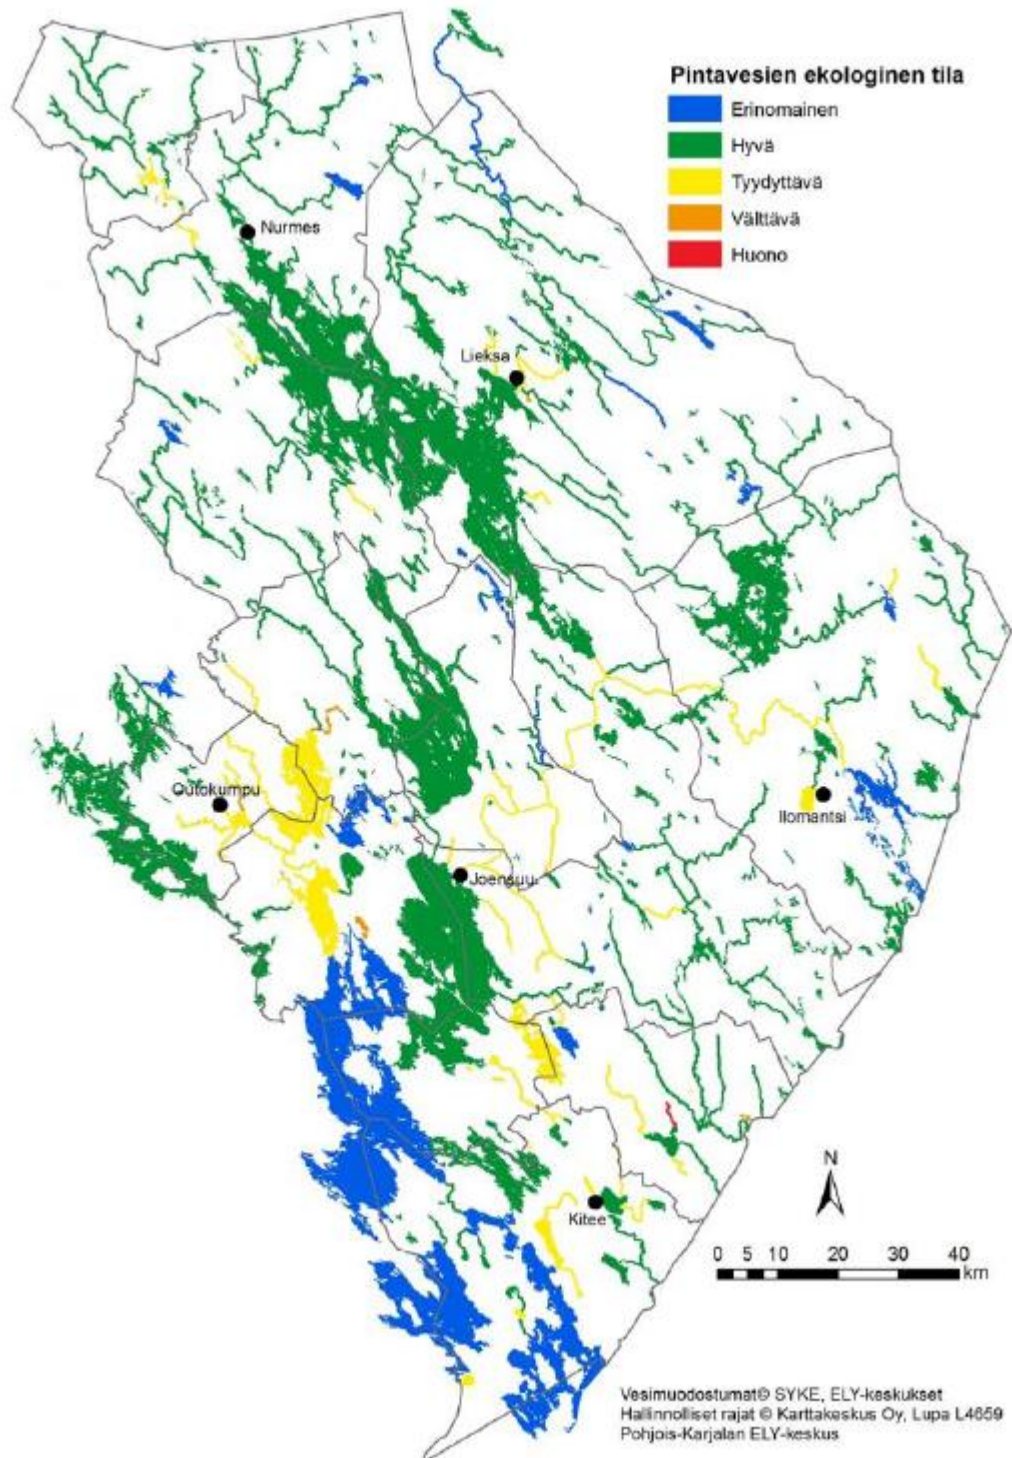 Pintavesien ekologinen tila
Erinomainen
Hyvä
Tyydyttävä
Välttävä
Huono
Nurmes
Lieksa
Outokumpu
Ilomantsi
Joensuu
Kitee
N
0 5 10 20 30 40
km
Vesimuodostumat© SYKE, ELY-keskukset
Hallinnolliset rajat © Karttakeskus Oy, Lupa L4659
Pohjois-Karjalan ELY-keskus